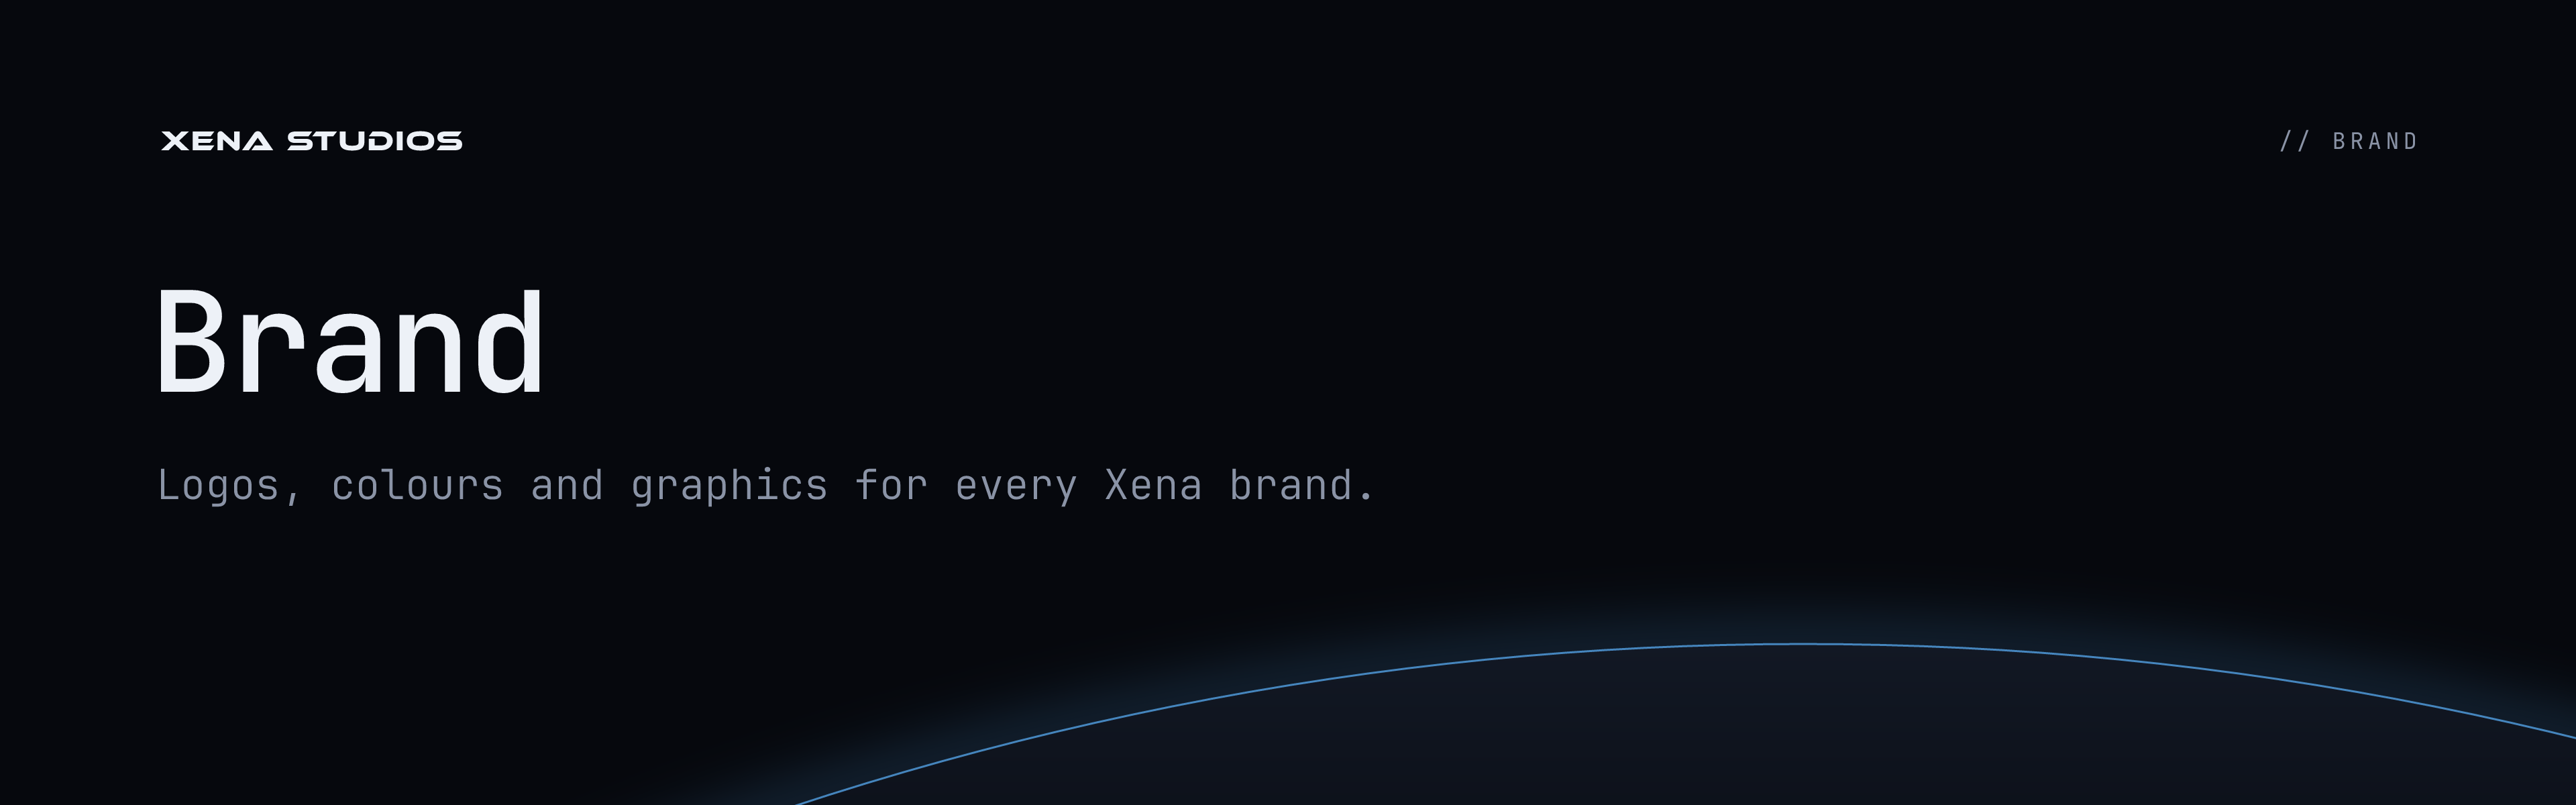 XENA STUDIOS
// BRAND
Brand
Logos, colours and graphics for every Xena brand.